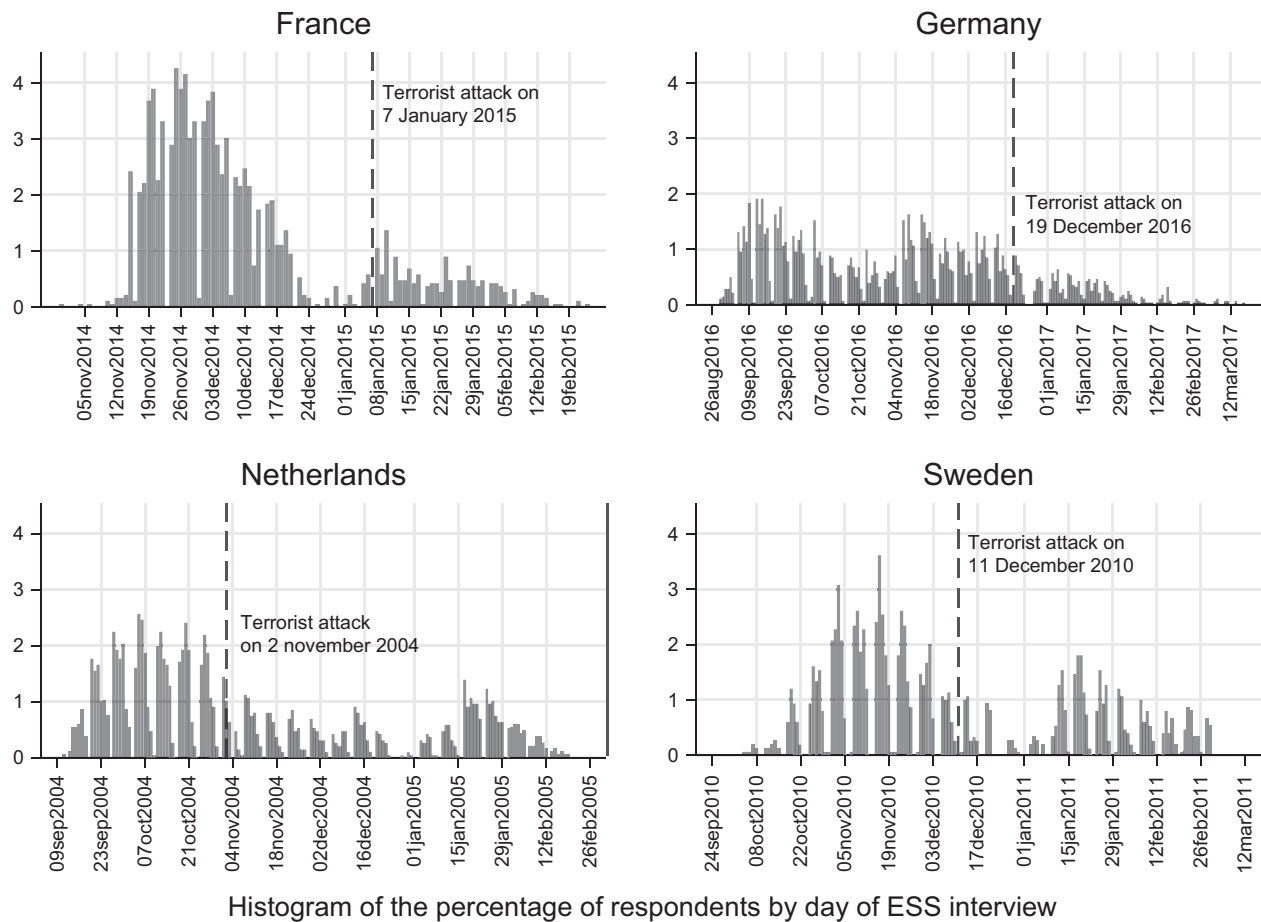 France
4
3
2
1
0
Terrorist attack on
7 January 2015
05nov2014
12nov2014
19nov2014
26nov2014
03dec2014
10dec2014
17dec2014
24dec2014
01jan2015
08jan2015
15jan2015
22jan2015
29jan2015
05feb2015
12feb2015
19feb2015
Germany
4
3
2
1
0
Terrorist attack on
19 December 2016
26aug2016
09sep2016
23sep2016
07oct2016
21oct2016
04nov2016
18nov2016
02dec2016
16dec2016
01jan2017
15jan2017
29jan2017
12feb2017
26feb2017
12mar2017
Netherlands
4
3
2
1
0
Terrorist attack
on 2 november 2004
09sep2004
23sep2004
07oct2004
21oct2004
04nov2004
18nov2004
02dec2004
16dec2004
01jan2005
15jan2005
29jan2005
12feb2005
26feb2005
Sweden
4
3
2
1
0
Terrorist attack on
11 December 2010
24sep2010
08oct2010
22oct2010
05nov2010
19nov2010
03dec2010
17dec2010
01jan2011
15jan2011
29jan2011
12feb2011
26feb2011
12mar2011
Histogram of the percentage of respondents by day of ESS interview